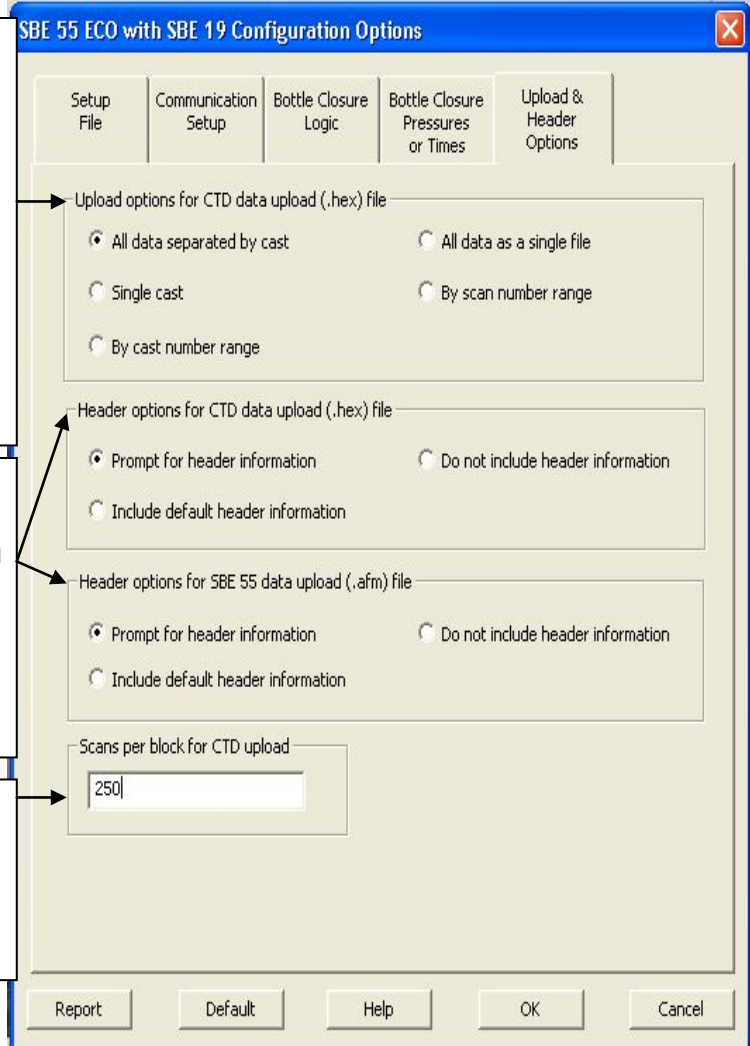 SBE 55 ECO with SBE 19 Configuration Options
Setup
File
Communication
Setup
Bottle Closure
Logic
Bottle Closure
Pressures
or Times
Upload &
Header
Options
Upload options for CTD data upload (.hex) file
All data separated by cast
All data as a single file
Single cast
By scan number range
By cast number range
Header options for CTD data upload (.hex) file
Prompt for header information
Do not include header information
Include default header information
Header options for SBE 55 data upload (.afm) file
Prompt for header information
Do not include header information
Include default header information
Scans per block for CTD upload
250
Report
Default
Help
OK
Cancel